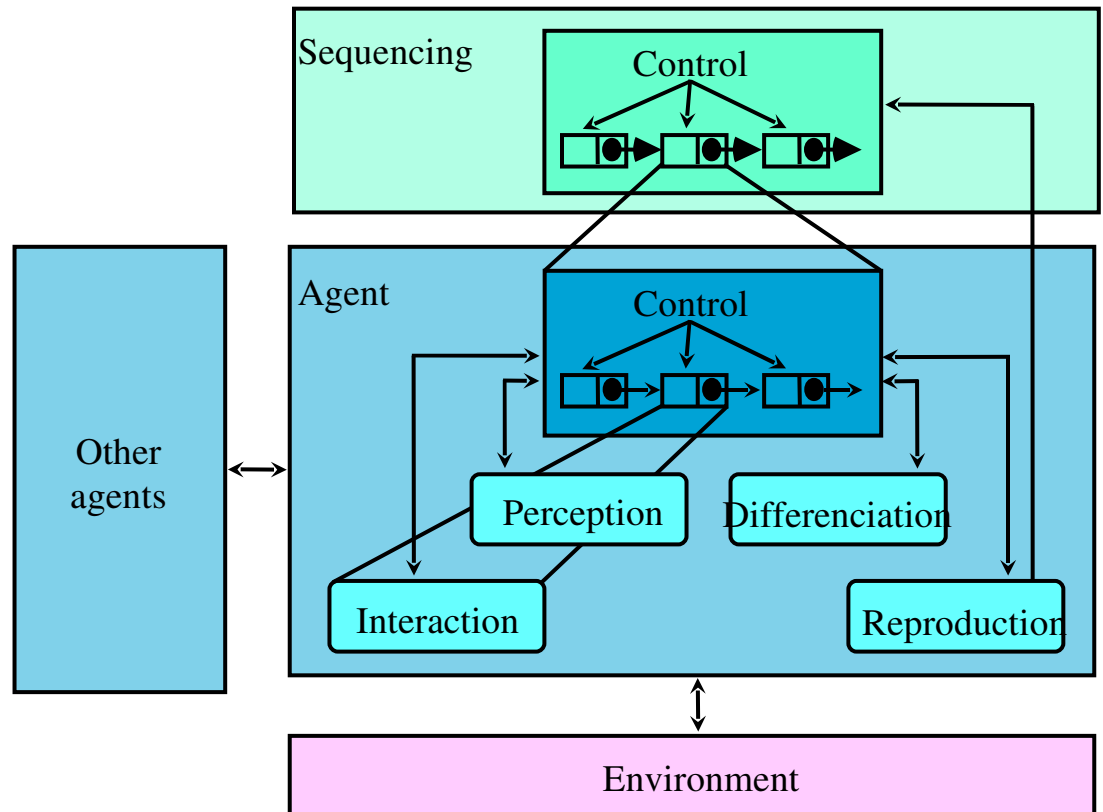 Sequencing
Control
Agent
Control
Other
agents
Perception
Differenciation
Interaction
Reproduction
Environment